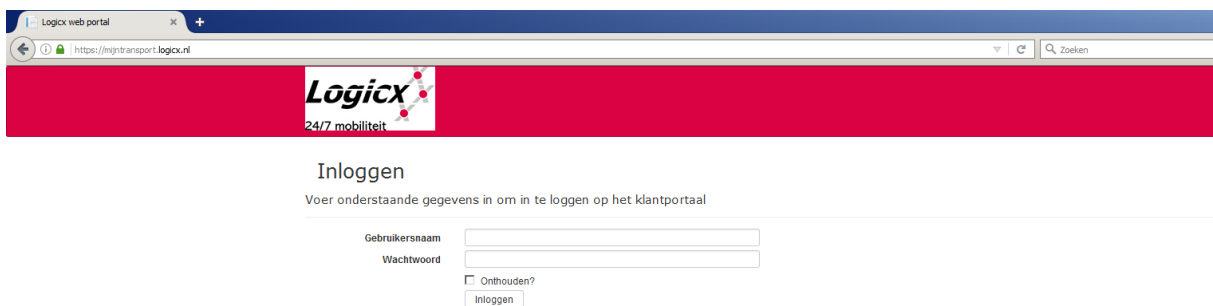 Logicx web portal
https://mijntransport.logicx.nl
Zoeken
Logicx
24/7 mobiliteit
Inloggen
Voer onderstaande gegevens in om in te loggen op het klantportaal
Gebruikersnaam
Wachtwoord
Onthouden?
Inloggen